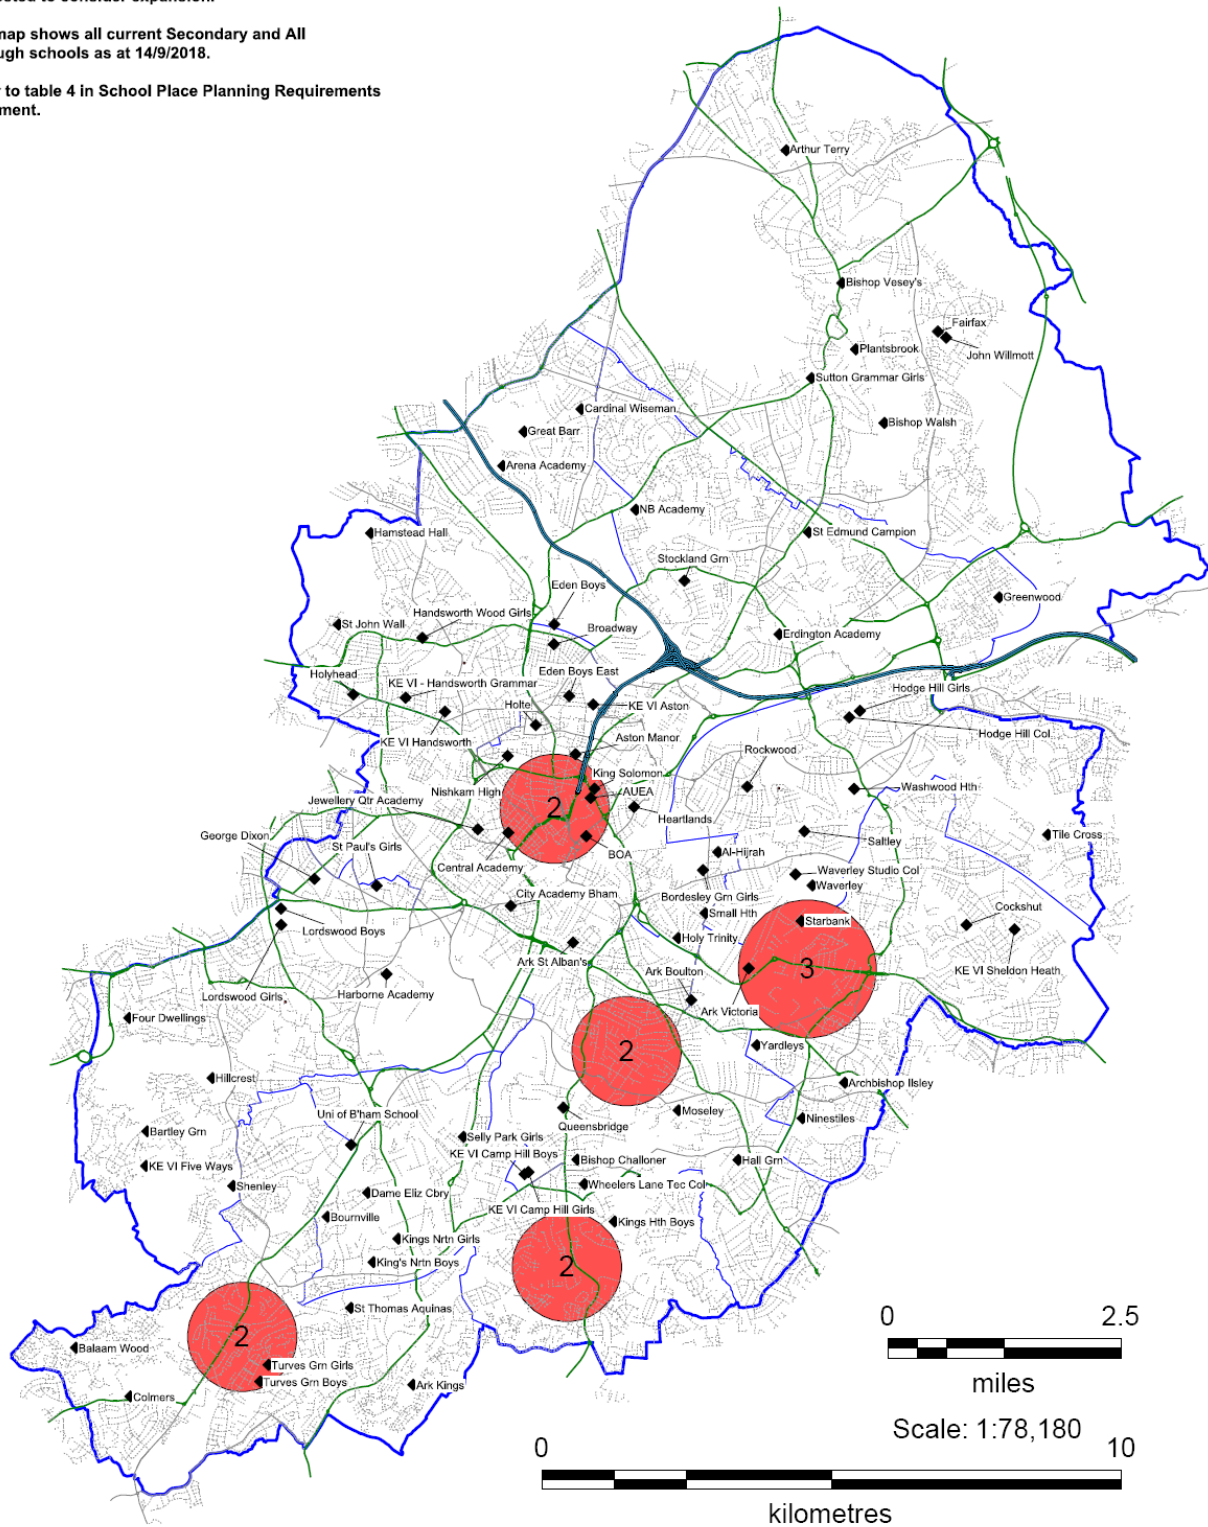 to consider expansion.
map shows all current Secondary and All
schools as at 14/9/2018.
to table 4 in School Place Planning Requirements
Arthur Terry
Bishop Vesey's
Fairfax
John Willmott
Plantsbrook
Sutton Grammar Girls
Cardinal Wiseman
Bishop Walsh
Great Barr
Arena Academy
NB Academy
Hamstead Hall
St Edmund Campion
Stockland Grn
Eden Boys
Greenwood
Handsworth Wood Girls
St John Wall
Broadway
Erdington Academy
Eden Boys East
Holyhead
KE VI - Handsworth Grammar
Hodge Hill Girls
Holte
KE VI Aston
Hodge Hill Col
KE VI Handsworth
Aston Manor
Rockwood
King Solomon
Washwood Hth
Nishkam High
AUEA
Jewellery Qtr Academy
2
Heartlands
George Dixon
St Paul's Girls
Tile Cross
Saltley
BOA
Al-Hijrah
Central Academy
Waverley Studio Col
Waverley
City Academy Bham
Bordesley Grn Girls
Cockshut
Small Hth
Starbank
Lordswood Boys
Holy Trinity
Ark St Alban's
3
Ark Boulton
KE VI Sheldon Heath
Lordswood Girls
Harborne Academy
Ark Victoria
Four Dwellings
Yardleys
2
Hillcrest
Archbishop Ilsley
Uni of B'ham School
Moseley
Ninestiles
Queensbridge
Bartley Grn
Selly Park Girls
KE VI Camp Hill Boys
Bishop Challoner
Hall Grn
KE VI Five Ways
Shenley
Dame Eliz Cbry
Wheelers Lane Tec Col
KE VI Camp Hill Girls
Bournville
Kings Hth Boys
Kings Nrtn Girls
King's Nrtn Boys
2
St Thomas Aquinas
0 2.5
2
Balaam Wood
Turves Grn Girls
Turves Grn Boys
Ark Kings
miles
Colmers
Scale: 1:78,180
0 10
kilometres